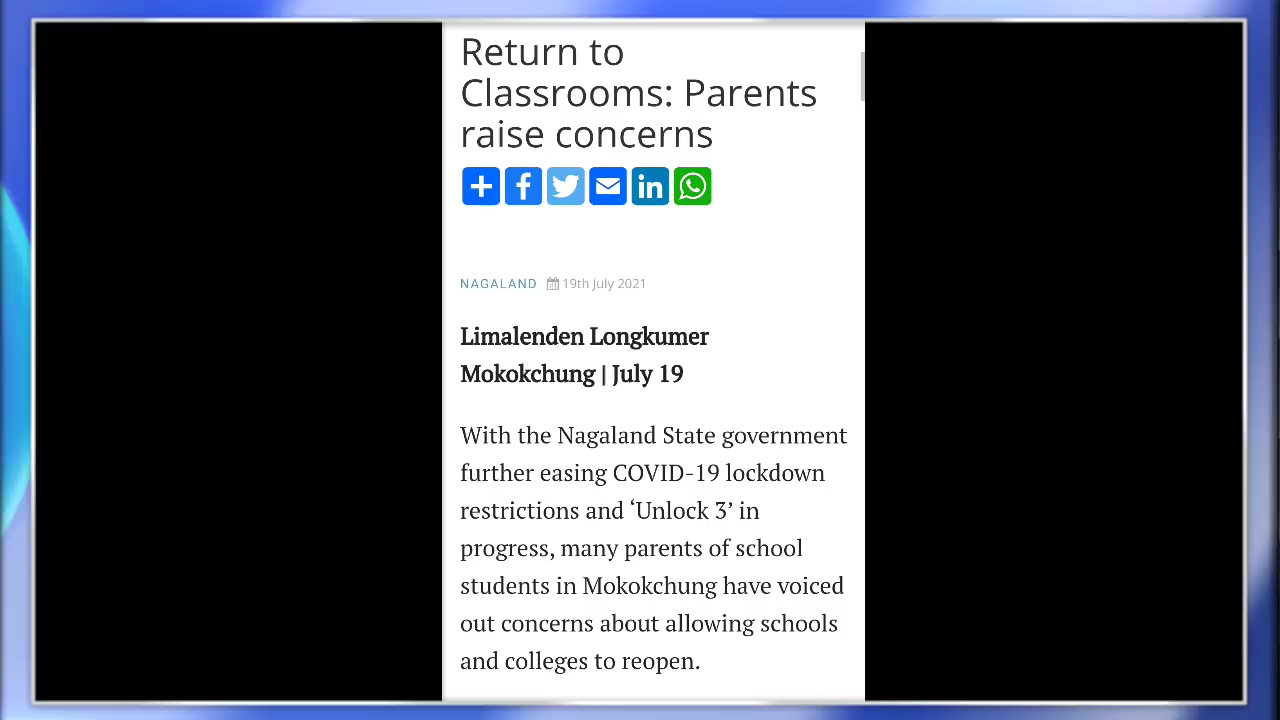 Return to
Classrooms: Parents
raise concerns
NAGALAND 19th July 2021
Limalenden Longkumer
Mokokchung | July 19
With the Nagaland State government
further easing COVID-19 lockdown
restrictions and ‘Unlock 3’ in
progress, many parents of school
students in Mokokchung have voiced
out concerns about allowing schools
and colleges to reopen.